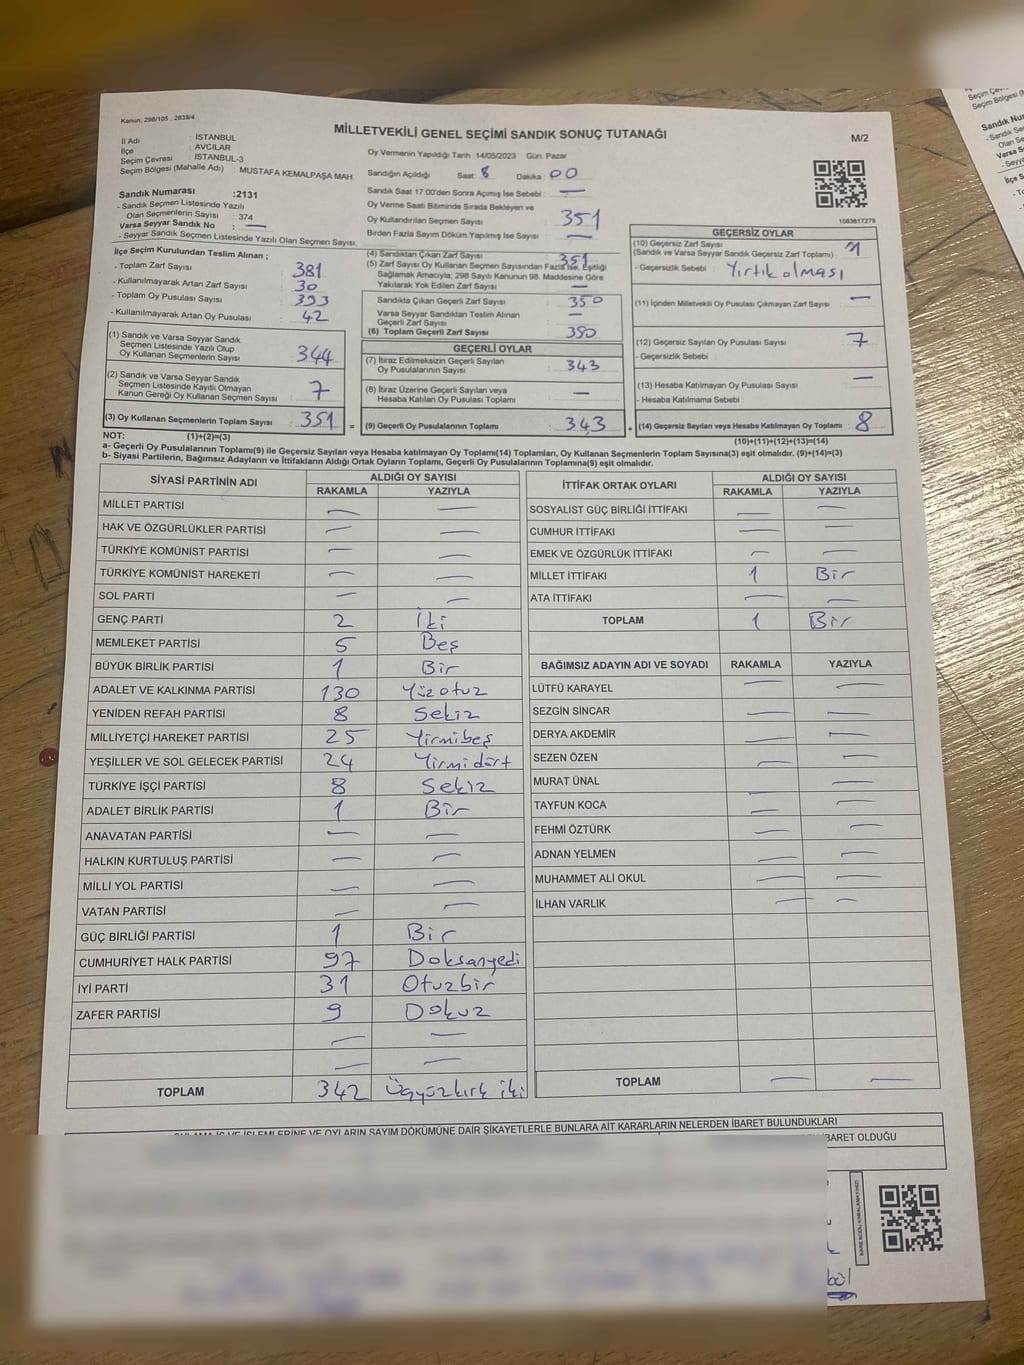 Kanun: 298/105 , 2839/4
MİLLETVEKİLİ GENEL SEÇİMİ SANDIK SONUÇ TUTANAĞI
M/2
İl Adı : İSTANBUL
İlçe : AVCILAR
Seçim Çevresi : İSTANBUL-3
Seçim Bölgesi (Mahalle Adı) : MUSTAFA KEMALPAŞA MAH.
Oy Vermenin Yapıldığı Tarih : 14/05/2023 Gün: Pazar
Sandığın Açıldığı Saat : 8 Dakika : 00
Sandık Saat 17:00'den Sonra Açımış İse Sebebi : —
Oy Verme Saati Bitiminde Sırada Bekleyen ve
Oy Kullandırılan Seçmen Sayısı : 351
Birden Fazla Sayım Döküm Yapılmış İse Sayısı : —
1083617279
Sandık Numarası : 2131
- Sandık Seçmen Listesinde Yazılı
Olan Seçmenlerin Sayısı : 374
Varsa Seyyar Sandık No : —
- Seyyar Sandık Seçmen Listesinde Yazılı Olan Seçmen Sayısı:
İlçe Seçim Kurulundan Teslim Alınan ;
- Toplam Zarf Sayısı : 381
- Kullanılmayarak Artan Zarf Sayısı : 30
- Toplam Oy Pusulası Sayısı : 393
- Kullanılmayarak Artan Oy Pusulası : 42
(1) Sandık ve Varsa Seyyar Sandık
Seçmen Listesinde Yazılı Olup
Oy Kullanan Seçmenlerin Sayısı : 344
(2) Sandık ve Varsa Seyyar Sandık
Seçmen Listesinde Kayıtlı Olmayan
Kanun Gereği Oy Kullanan Seçmen Sayısı : 7
(3) Oy Kullanan Seçmenlerin Toplam Sayısı : 351 =
(4) Sandıktan Çıkan Zarf Sayısı : 351
(5) Zarf Sayısı Oy Kullanan Seçmen Sayısından Fazla İse, Eşitliği
Sağlamak Amacıyla, 298 Sayılı Kanunun 98. Maddesine Göre
Yakılarak Yok Edilen Zarf Sayısı : —
Sandıkta Çıkan Geçerli Zarf Sayısı : 350
Varsa Seyyar Sandıktan Teslim Alınan
Geçerli Zarf Sayısı : —
(6) Toplam Geçerli Zarf Sayısı : 350
GEÇERLİ OYLAR
(7) İtiraz Edilmeksizin Geçerli Sayılan
Oy Pusulalarının Sayısı : 343
(8) İtiraz Üzerine Geçerli Sayılan veya
Hesaba Katılan Oy Pusulası Toplamı : —
(9) Geçerli Oy Pusulalarının Toplamı : 343 +
GEÇERSİZ OYLAR
(10) Geçersiz Zarf Sayısı : 1
(Sandık ve Varsa Seyyar Sandık Geçersiz Zarf Toplamı)
- Geçersizlik Sebebi : Yırtık olması
(11) İçinden Milletvekili Oy Pusulası Çıkmayan Zarf Sayısı : —
(12) Geçersiz Sayılan Oy Pusulası Sayısı : 7
- Geçersizlik Sebebi :
(13) Hesaba Katılmayan Oy Pusulası Sayısı : —
- Hesaba Katılmama Sebebi :
(14) Geçersiz Sayılan veya Hesaba Katılmayan Oy Toplamı : 8
NOT: (1)+(2)=(3)
(10)+(11)+(12)+(13)=(14)
a- Geçerli Oy Pusulalarının Toplamı(9) ile Geçersiz Sayılan veya Hesaba Katılmayan Oy Toplamı(14) Toplamları, Oy Kullanan Seçmenlerin Toplam Sayısına(3) eşit olmalıdır. (9)+(14)=(3)
b- Siyasi Partilerin, Bağımsız Adayların ve İttifakların Aldığı Ortak Oyların Toplamı, Geçerli Oy Pusulalarının Toplamına(9) eşit olmalıdır.
SİYASİ PARTİNİN ADI ALDIĞI OY SAYISI
RAKAMLA YAZIYLA
MİLLET PARTİSİ — —
HAK VE ÖZGÜRLÜKLER PARTİSİ — —
TÜRKİYE KOMÜNİST PARTİSİ — —
TÜRKİYE KOMÜNİST HAREKETİ — —
SOL PARTİ — —
GENÇ PARTİ 2 İki
MEMLEKET PARTİSİ 5 Beş
BÜYÜK BİRLİK PARTİSİ 1 Bir
ADALET VE KALKINMA PARTİSİ 130 Yüzotuz
YENİDEN REFAH PARTİSİ 8 Sekiz
MİLLİYETÇİ HAREKET PARTİSİ 25 Yirmibeş
YEŞİLLER VE SOL GELECEK PARTİSİ 24 Yirmidört
TÜRKİYE İŞÇİ PARTİSİ 8 Sekiz
ADALET BİRLİK PARTİSİ 1 Bir
ANAVATAN PARTİSİ — —
HALKIN KURTULUŞ PARTİSİ — —
MİLLİ YOL PARTİSİ — —
VATAN PARTİSİ — —
GÜÇ BİRLİĞİ PARTİSİ 1 Bir
CUMHURİYET HALK PARTİSİ 97 Doksanyedi
İYİ PARTİ 31 Otuzbir
ZAFER PARTİSİ 9 Dokuz
— —
— —
TOPLAM 342 Üçyüzkırk iki
İTTİFAK ORTAK OYLARI ALDIĞI OY SAYISI
RAKAMLA YAZIYLA
SOSYALİST GÜÇ BİRLİĞİ İTTİFAKI — —
CUMHUR İTTİFAKI — —
EMEK VE ÖZGÜRLÜK İTTİFAKI — —
MİLLET İTTİFAKI 1 Bir
ATA İTTİFAKI — —
TOPLAM 1 Bir
BAĞIMSIZ ADAYIN ADI VE SOYADI RAKAMLA YAZIYLA
LÜTFÜ KARAYEL — —
SEZGİN SİNCAR — —
DERYA AKDEMİR — —
SEZEN ÖZEN — —
MURAT ÜNAL — —
TAYFUN KOCA — —
FEHMİ ÖZTÜRK — —
ADNAN YELMEN — —
MUHAMMET ALİ OKUL — —
İLHAN VARLIK — —
TOPLAM — —
İŞLEMLERİNE VE OYLARIN SAYIM DÖKÜMÜNE DAİR ŞİKAYETLERLE BUNLARA AİT KARARLARIN NELERDEN İBARET BULUNDUKLARI
İBARET OLDUĞU